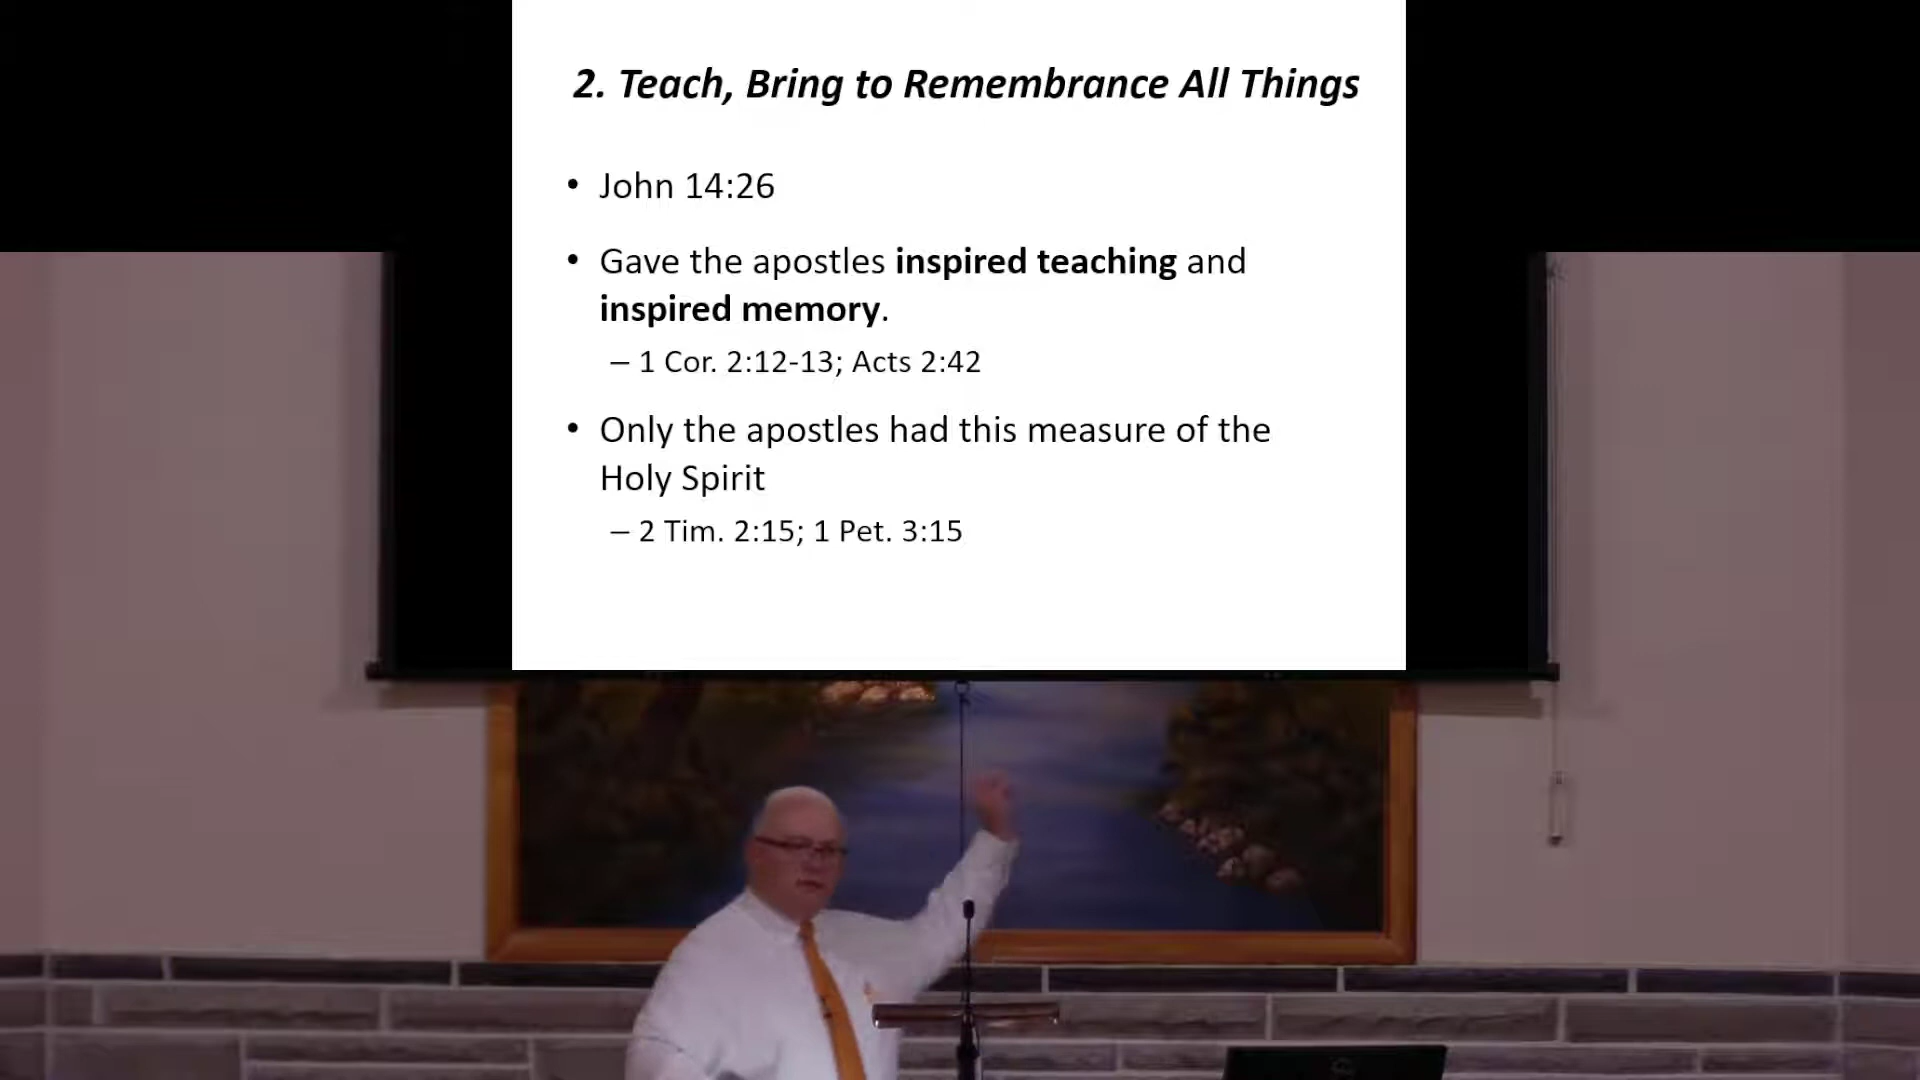 2. Teach, Bring to Remembrance All Things
• John 14:26
• Gave the apostles inspired teaching and
inspired memory.
– 1 Cor. 2:12-13; Acts 2:42
• Only the apostles had this measure of the
Holy Spirit
– 2 Tim. 2:15; 1 Pet. 3:15